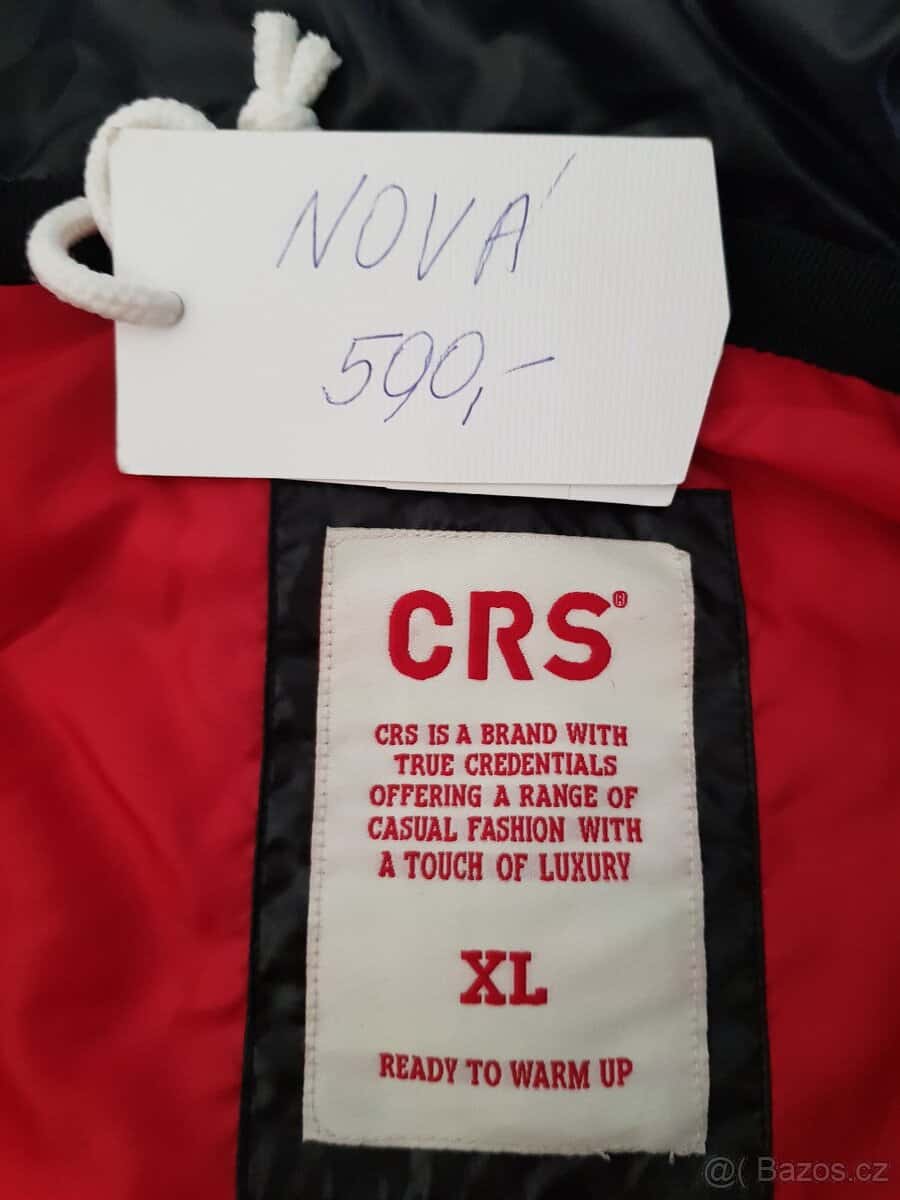 NOVÁ
590,-
CRS®
CRS IS A BRAND WITH
TRUE CREDENTIALS
OFFERING A RANGE OF
CASUAL FASHION WITH
A TOUCH OF LUXURY
XL
READY TO WARM UP
@( Bazos.cz